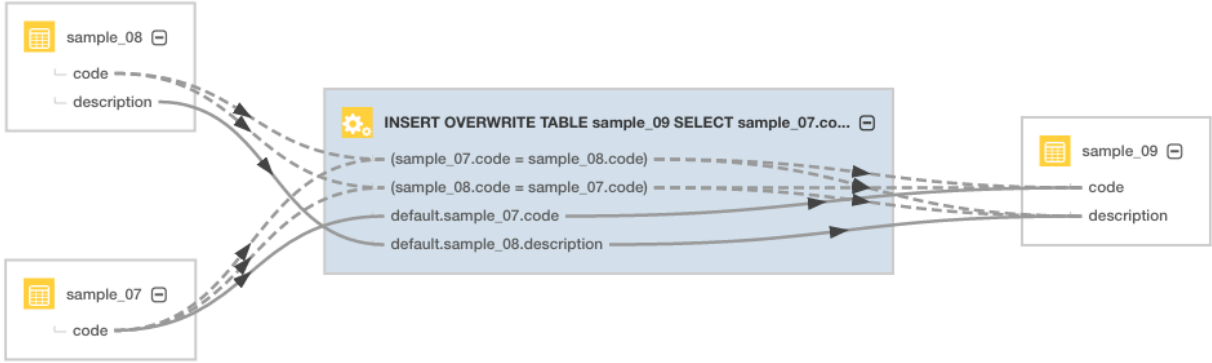 sample_08
code
description
INSERT OVERWRITE TABLE sample_09 SELECT sample_07.co...
(sample_07.code = sample_08.code)
(sample_08.code = sample_07.code)
default.sample_07.code
default.sample_08.description
sample_09
code
description
sample_07
code